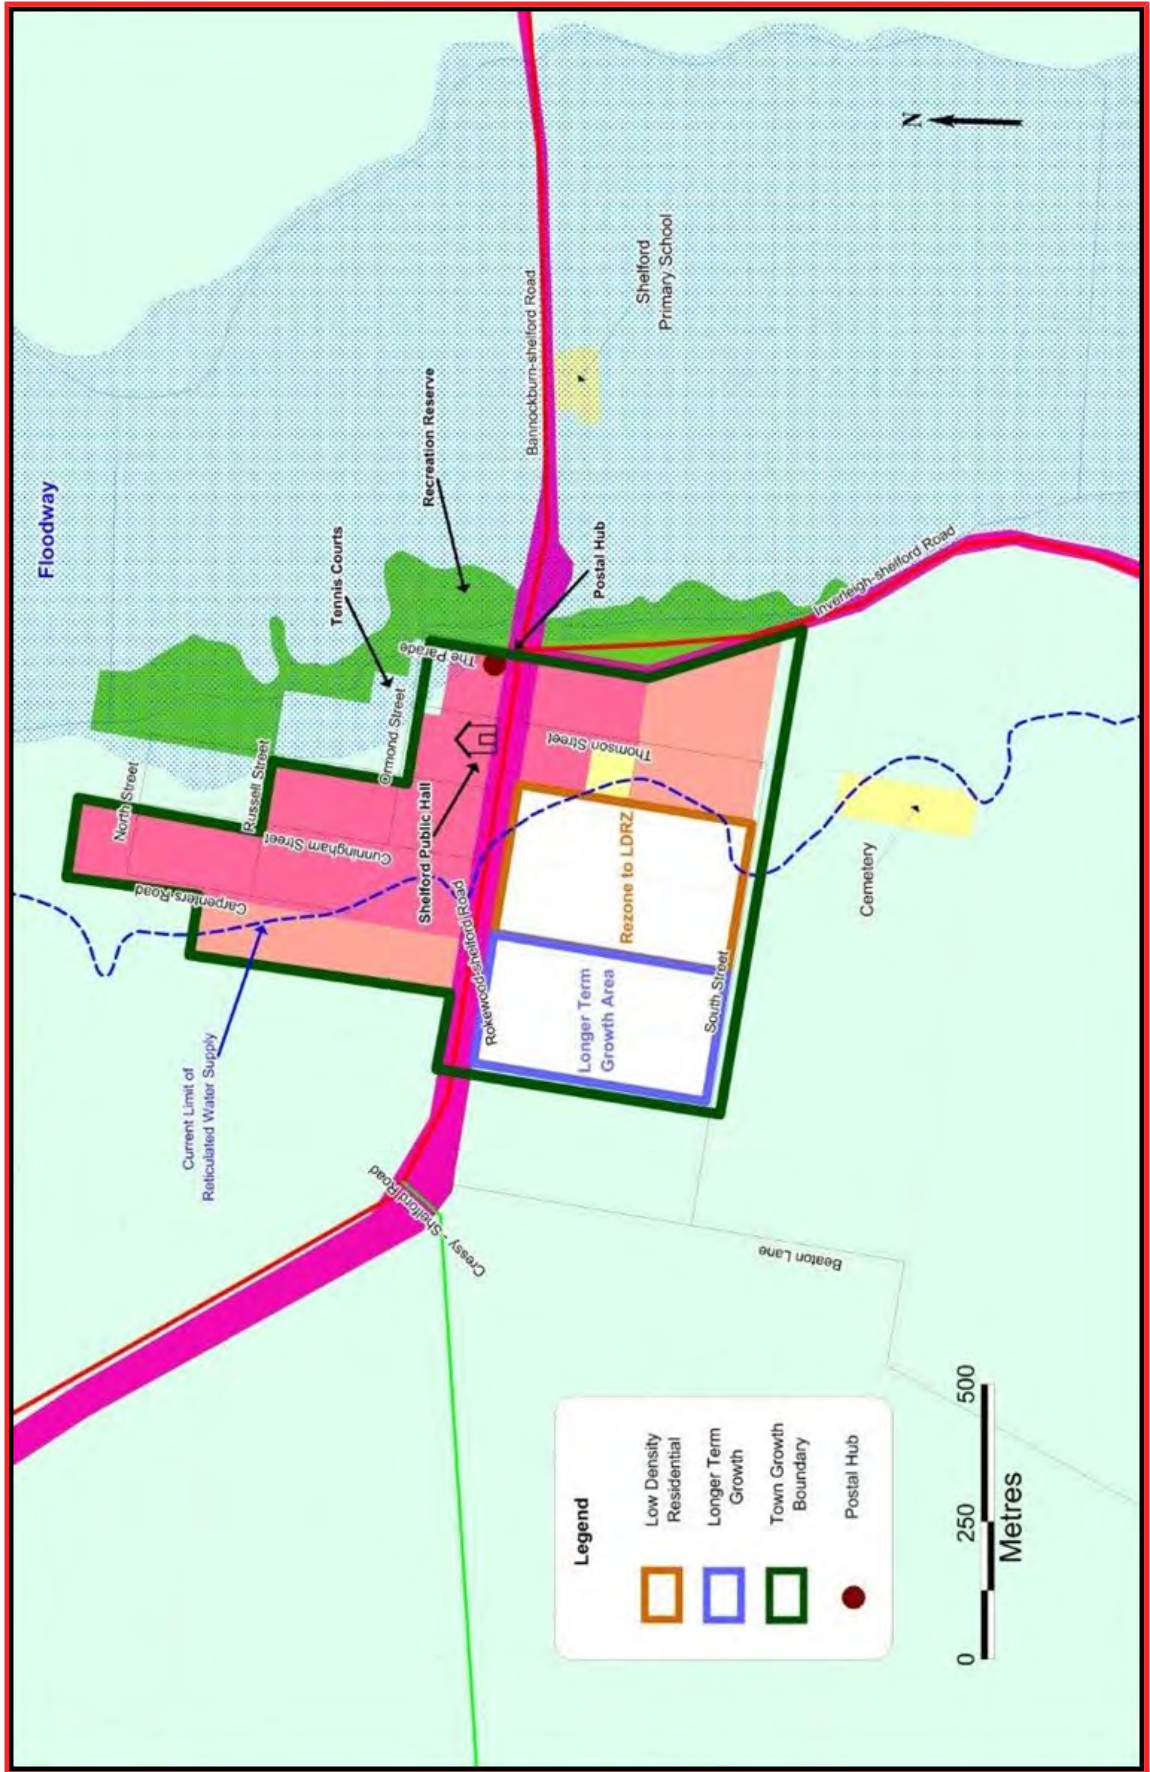 Floodway
Tennis Courts
Recreation Reserve
Bannockburn-shelford Road
Shelford
Primary School
N
Postal Hub
Inverleigh-shelford Road
The Parade
Ormond Street
Russell Street
North Street
Cunningham Street
Carpenters Road
Thomson Street
Shelford Public Hall
Rokewood-shelford Road
Rezone to LDRZ
Longer Term
Growth Area
South Street
Cemetery
Current Limit of
Reticulated Water Supply
Cressy - Shelford Road
Beaton Lane
Legend
Low Density
Residential
Longer Term
Growth
Town Growth
Boundary
Postal Hub
0 250 500
Metres